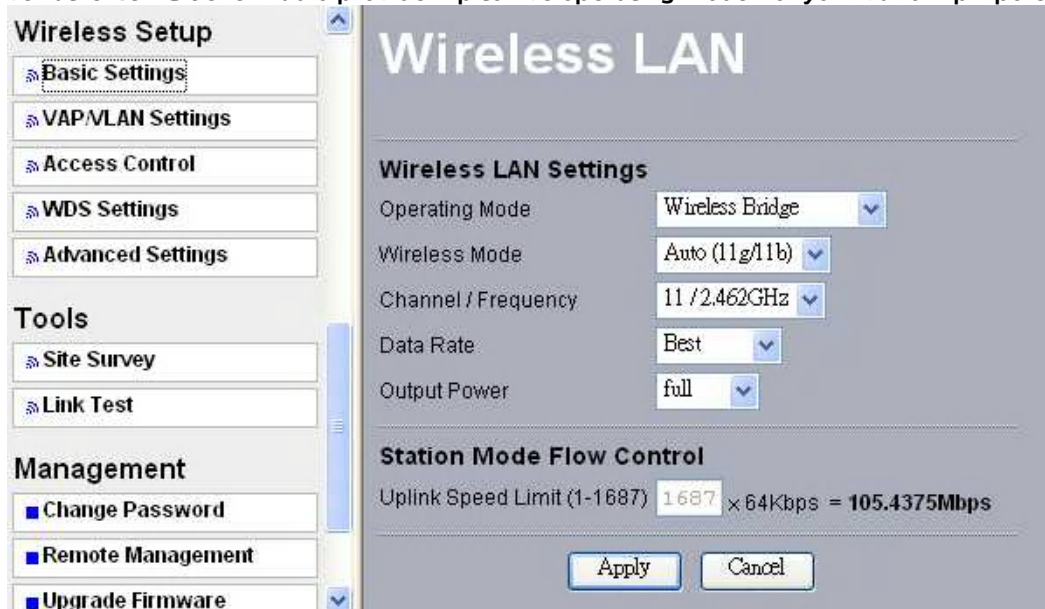 Wireless Setup
Basic Settings
VAP/VLAN Settings
Access Control
WDS Settings
Advanced Settings
Tools
Site Survey
Link Test
Management
Change Password
Remote Management
Upgrade Firmware
Wireless LAN
Wireless LAN Settings
Operating Mode Wireless Bridge
Wireless Mode Auto (11g/11b)
Channel / Frequency 11 / 2.462GHz
Data Rate Best
Output Power full
Station Mode Flow Control
Uplink Speed Limit (1-1687) 1687 x 64Kbps = 105.4375Mbps
Apply Cancel